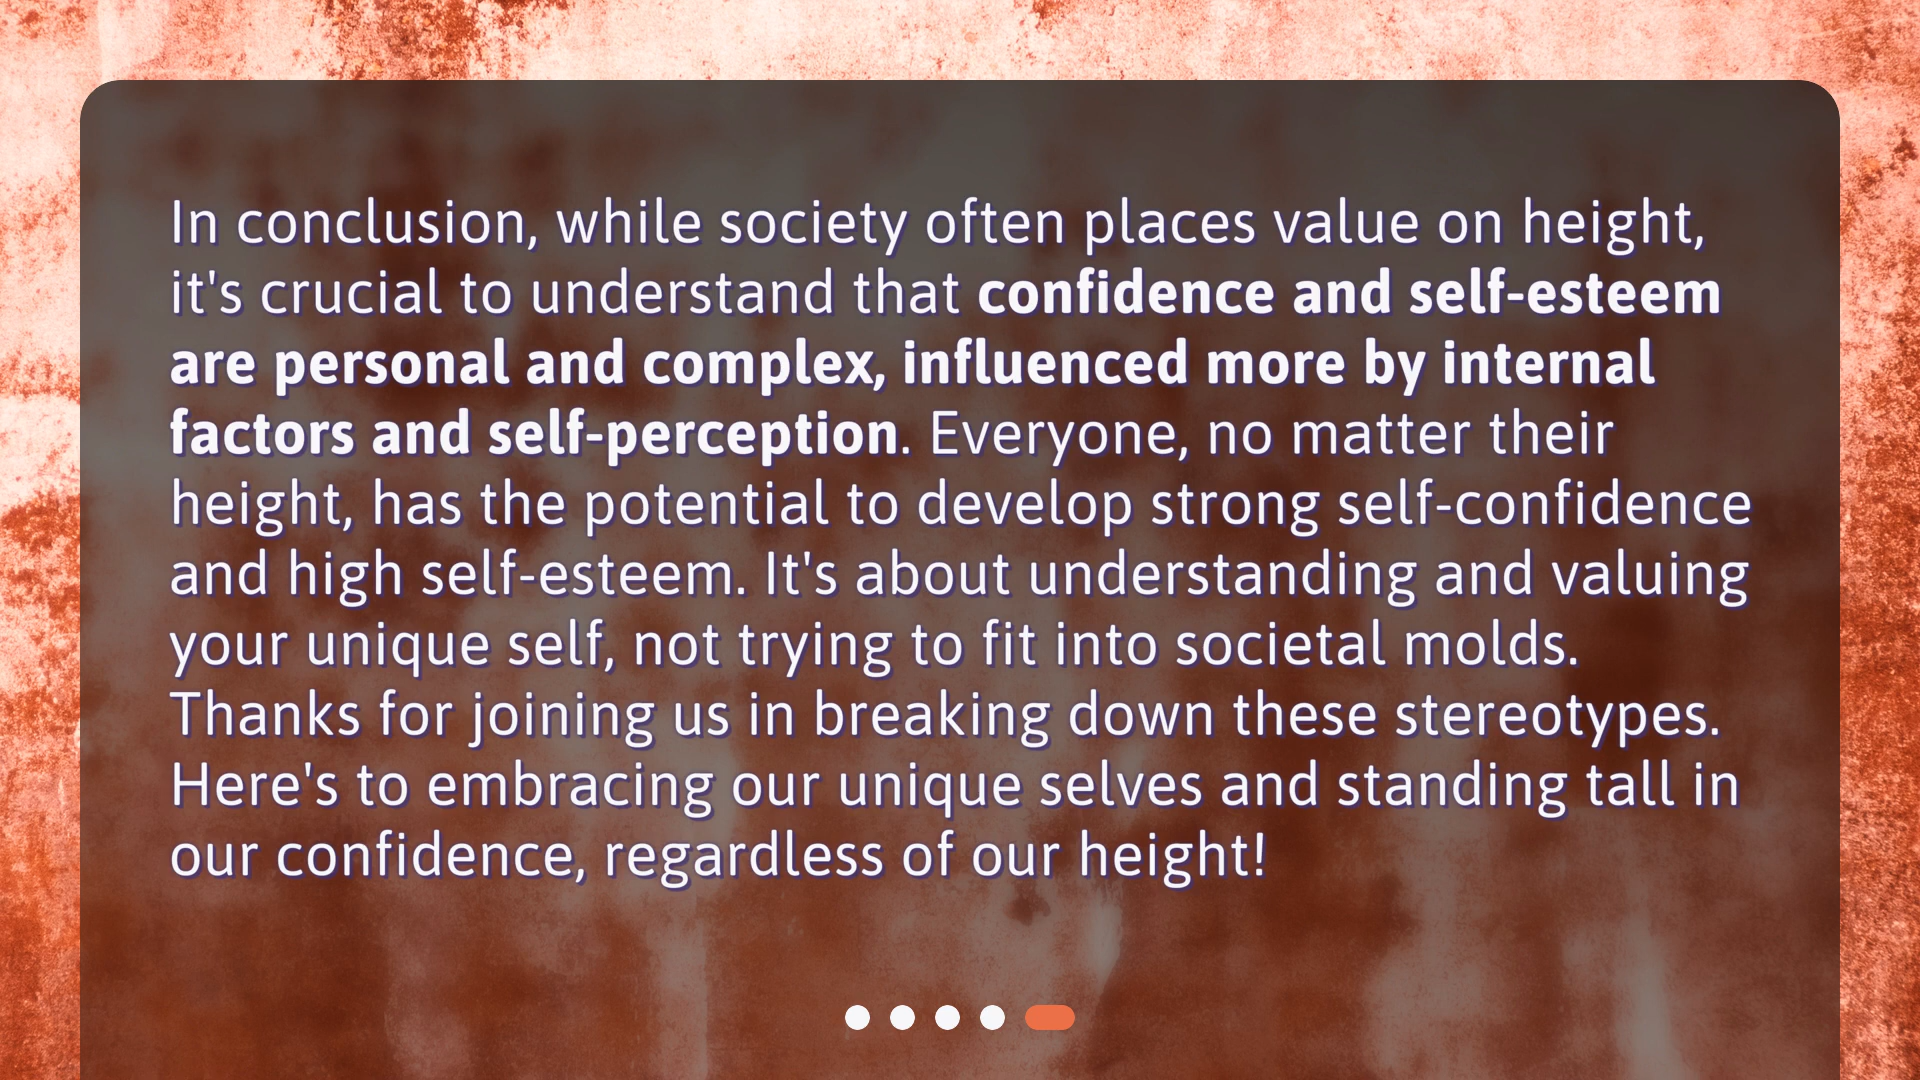 In conclusion, while society often places value on height,
it's crucial to understand that confidence and self-esteem
are personal and complex, influenced more by internal
factors and self-perception. Everyone, no matter their
height, has the potential to develop strong self-confidence
and high self-esteem. It's about understanding and valuing
your unique self, not trying to fit into societal molds.
Thanks for joining us in breaking down these stereotypes.
Here's to embracing our unique selves and standing tall in
our confidence, regardless of our height!